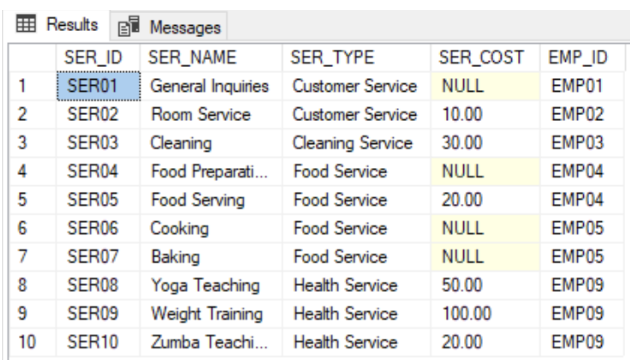 Results Messages
SER_ID SER_NAME SER_TYPE SER_COST EMP_ID
1 SER01 General Inquiries Customer Service NULL EMP01
2 SER02 Room Service Customer Service 10.00 EMP02
3 SER03 Cleaning Cleaning Service 30.00 EMP03
4 SER04 Food Preparati... Food Service NULL EMP04
5 SER05 Food Serving Food Service 20.00 EMP04
6 SER06 Cooking Food Service NULL EMP05
7 SER07 Baking Food Service NULL EMP05
8 SER08 Yoga Teaching Health Service 50.00 EMP09
9 SER09 Weight Training Health Service 100.00 EMP09
10 SER10 Zumba Teachi... Health Service 20.00 EMP09